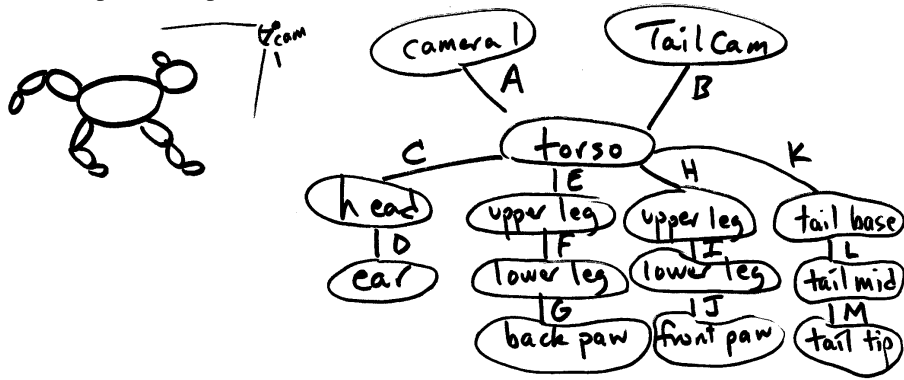 cam
1
camera 1
Tail Cam
A
B
torso
C
E
H
K
head
upper leg
upper leg
tail base
D
F
I
L
ear
lower leg
lower leg
tail mid
G
J
M
back paw
front paw
tail tip